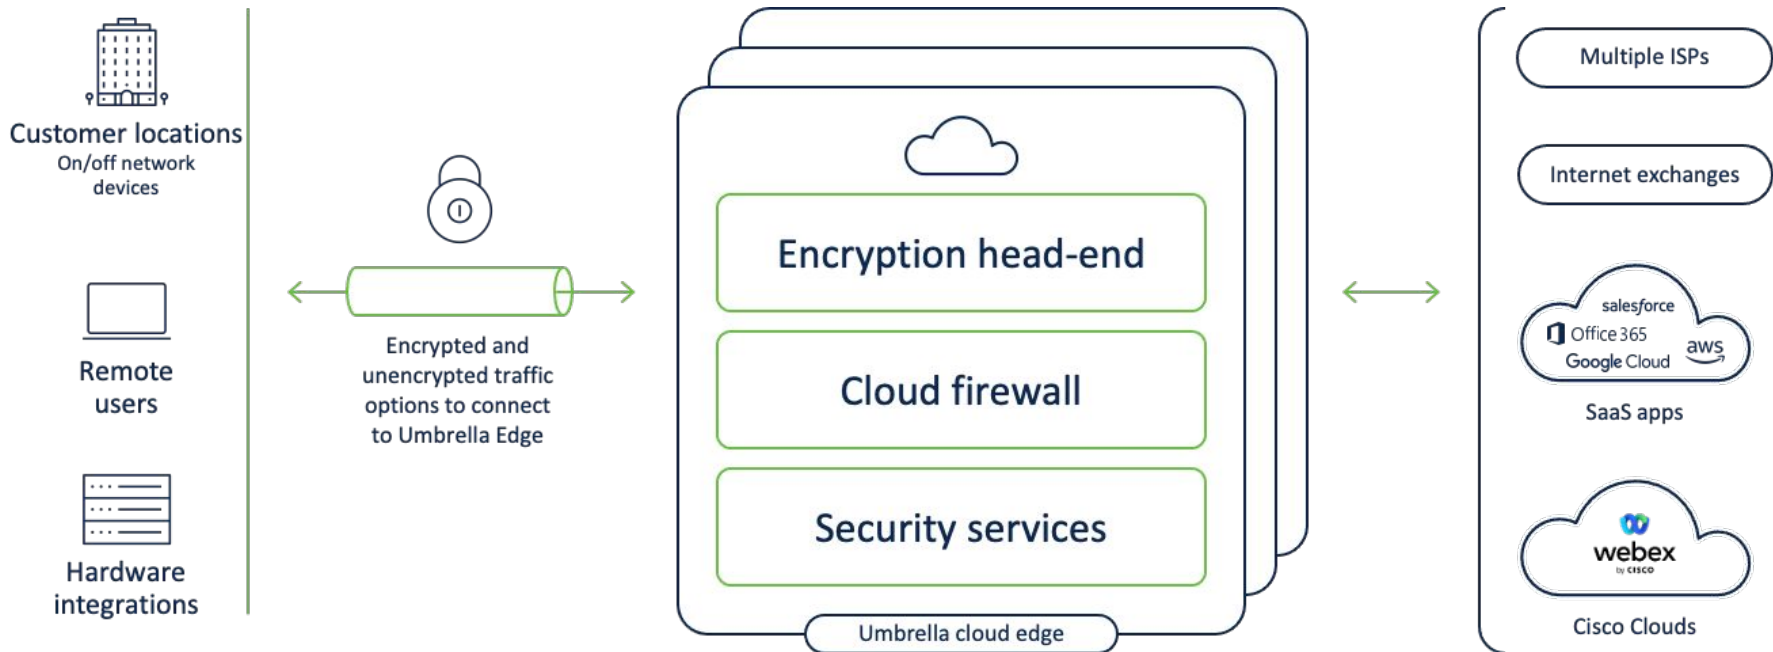 Customer locations
On/off network
devices
Remote
users
Hardware
integrations
Encrypted and
unencrypted traffic
options to connect
to Umbrella Edge
Encryption head-end
Cloud firewall
Security services
Umbrella cloud edge
Multiple ISPs
Internet exchanges
salesforce
Office 365
aws
Google Cloud
SaaS apps
webex
by CISCO
Cisco Clouds